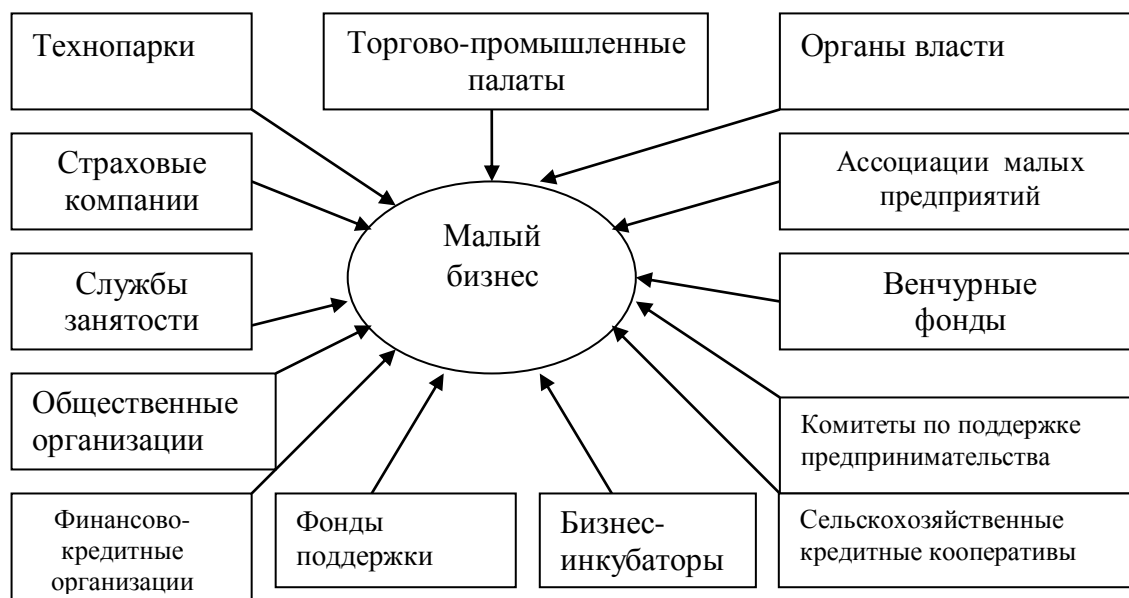 Технопарки
Торгово-промышленные
палаты
Органы власти
Страховые
компании
Ассоциации малых
предприятий
Малый
бизнес
Службы
занятости
Венчурные
фонды
Общественные
организации
Комитеты по поддержке
предпринимательства
Финансово-
кредитные
организации
Фонды
поддержки
Бизнес-
инкубаторы
Сельскохозяйственные
кредитные кооперативы